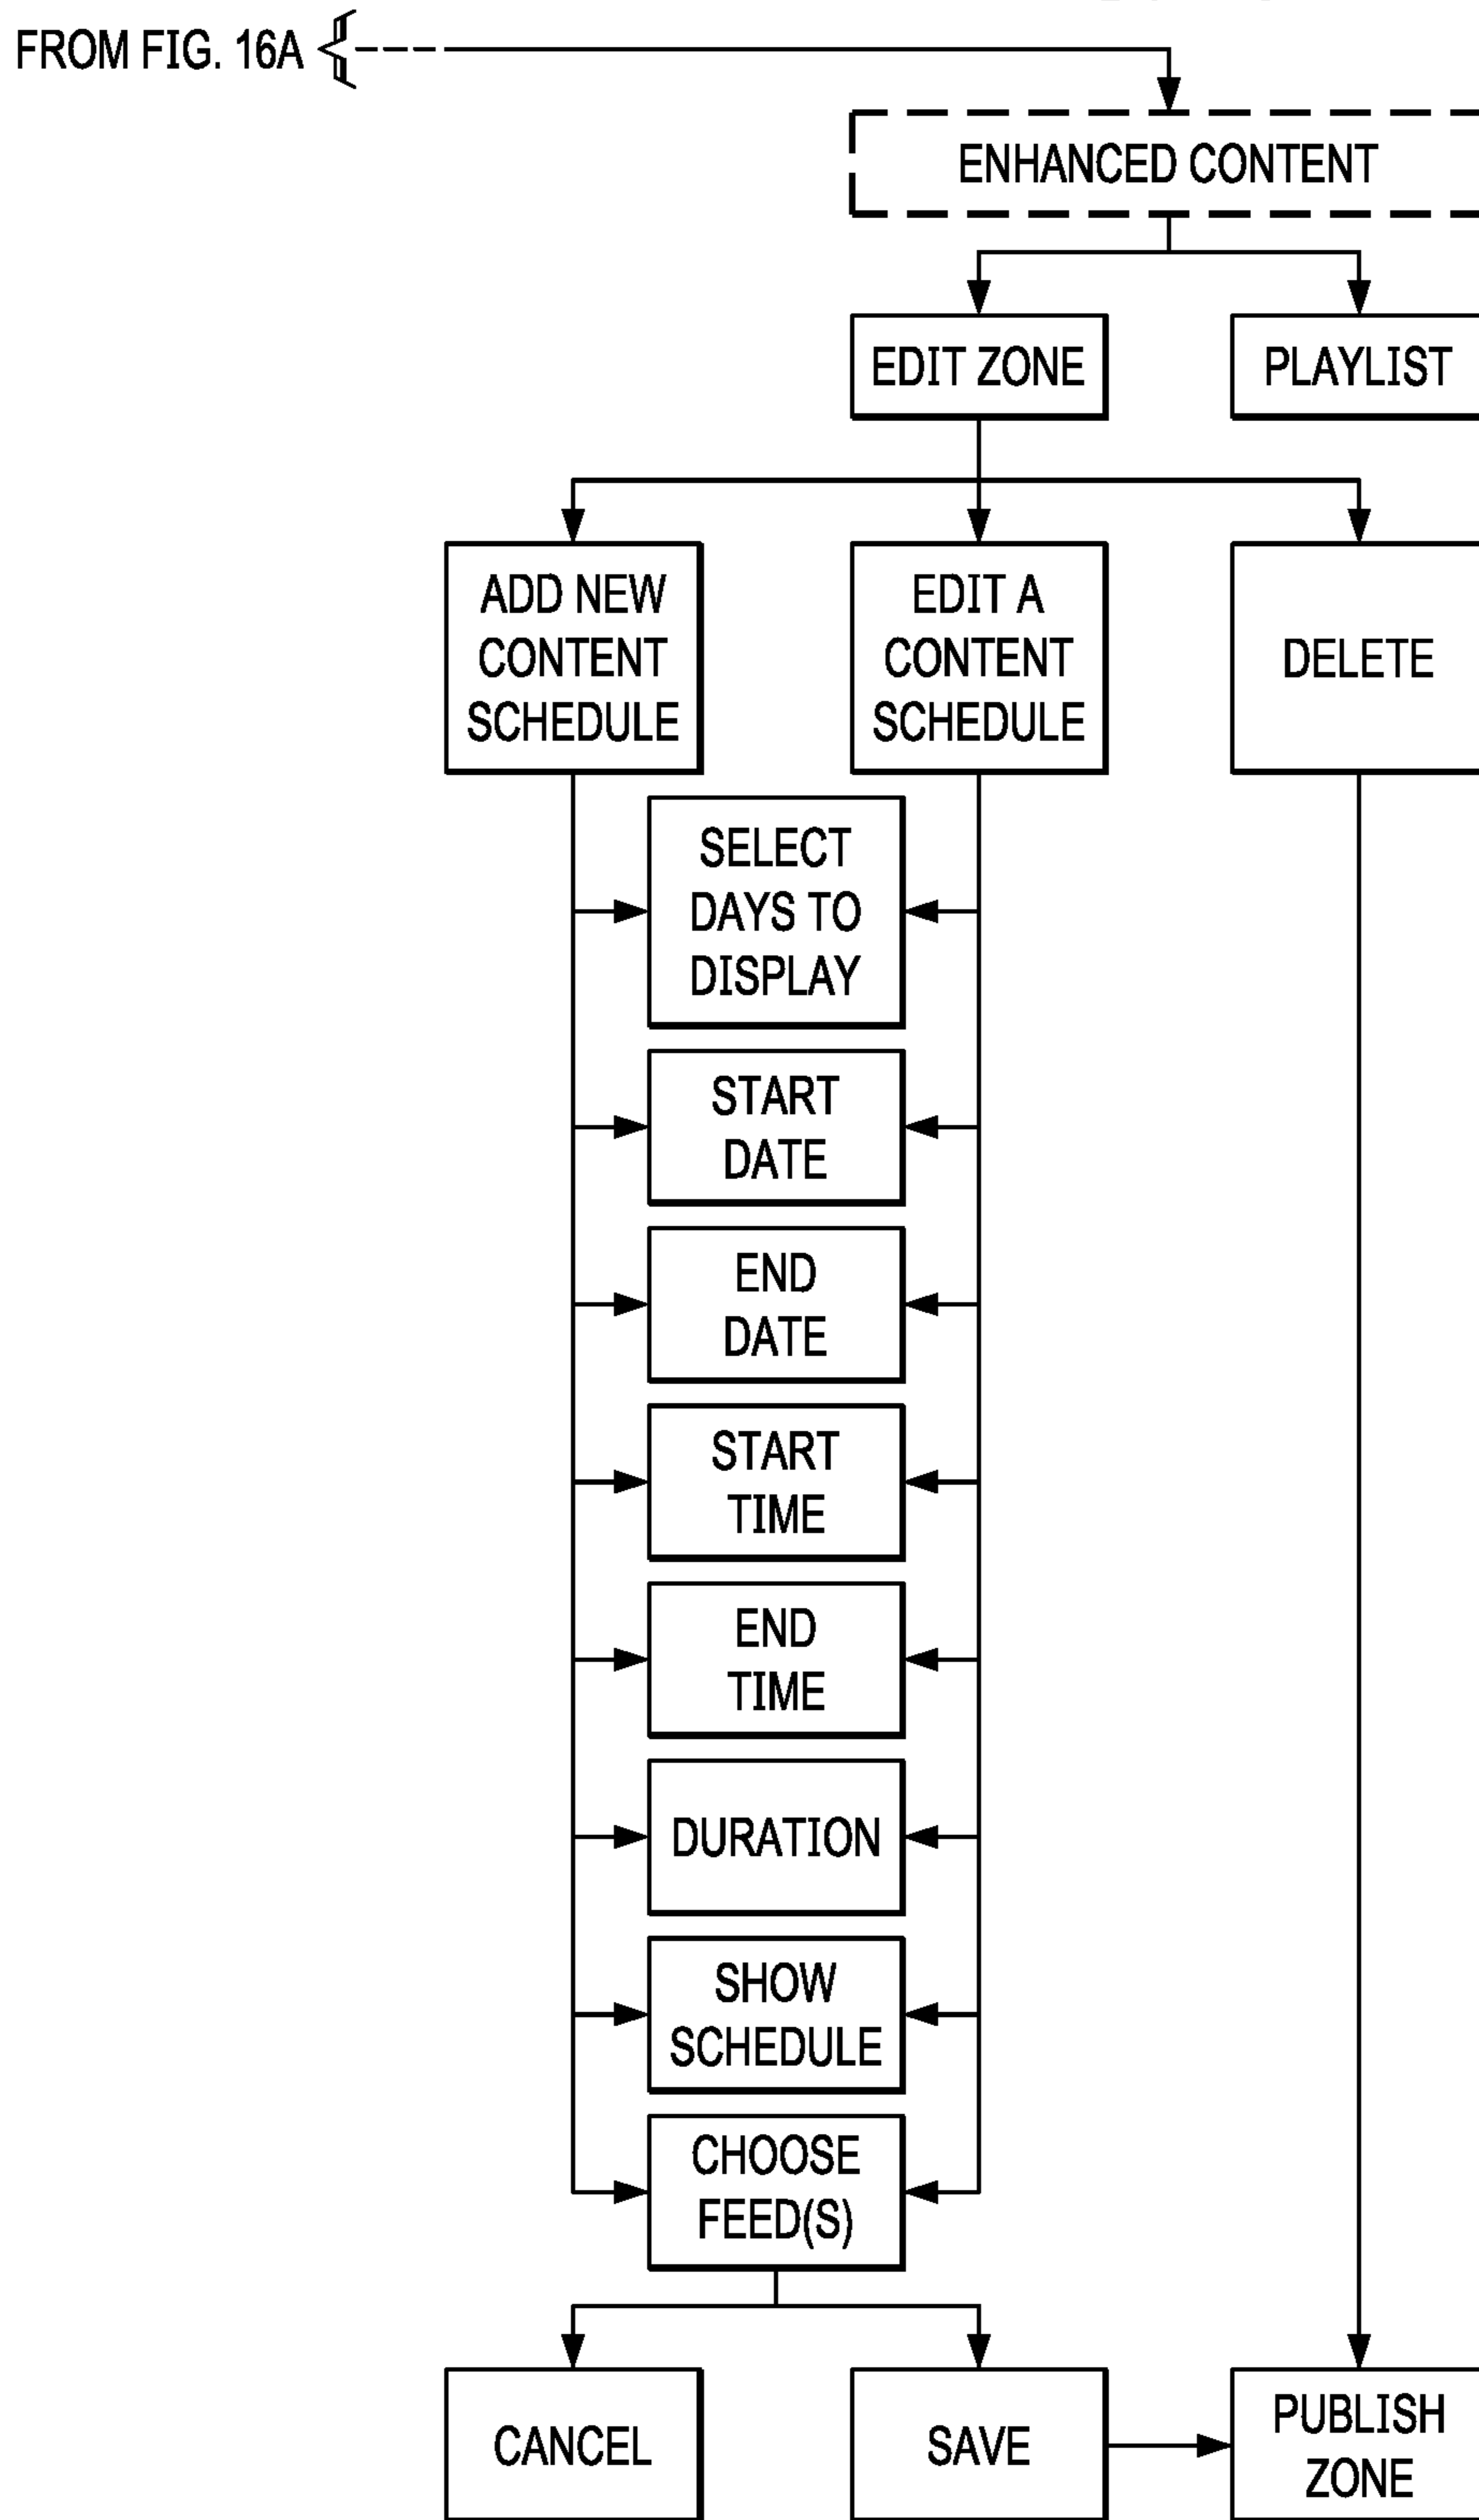 FROM FIG. 16A
ENHANCED CONTENT
EDIT ZONE
PLAYLIST
ADD NEW
CONTENT
SCHEDULE
EDIT A
CONTENT
SCHEDULE
DELETE
SELECT
DAYS TO
DISPLAY
START
DATE
END
DATE
START
TIME
END
TIME
DURATION
SHOW
SCHEDULE
CHOOSE
FEED(S)
CANCEL
SAVE
PUBLISH
ZONE